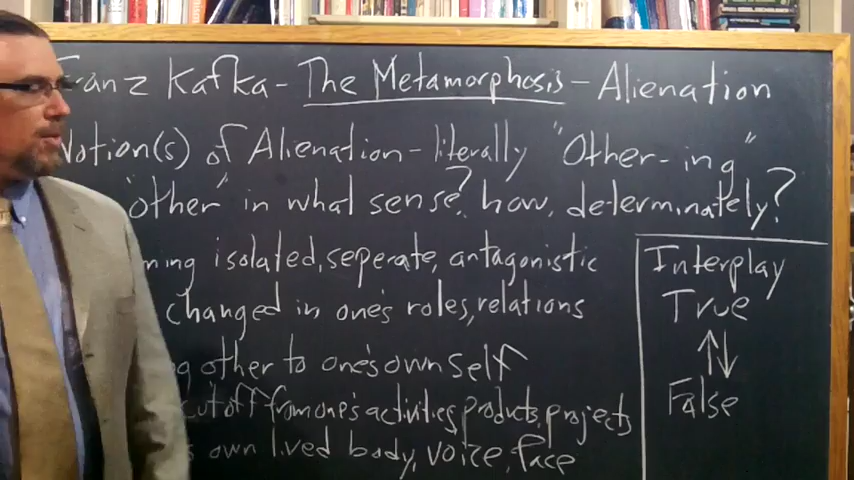 Franz Kafka - The Metamorphosis - Alienation
Notion(s) of Alienation - literally "Other-ing"
"other" in what sense? how, determinately?
isolated, seperate, antagonistic
changed in one's roles, relations
other to one's own self
cut off from one's activities, products, projects
own lived body, voice, face
Interplay
True
False